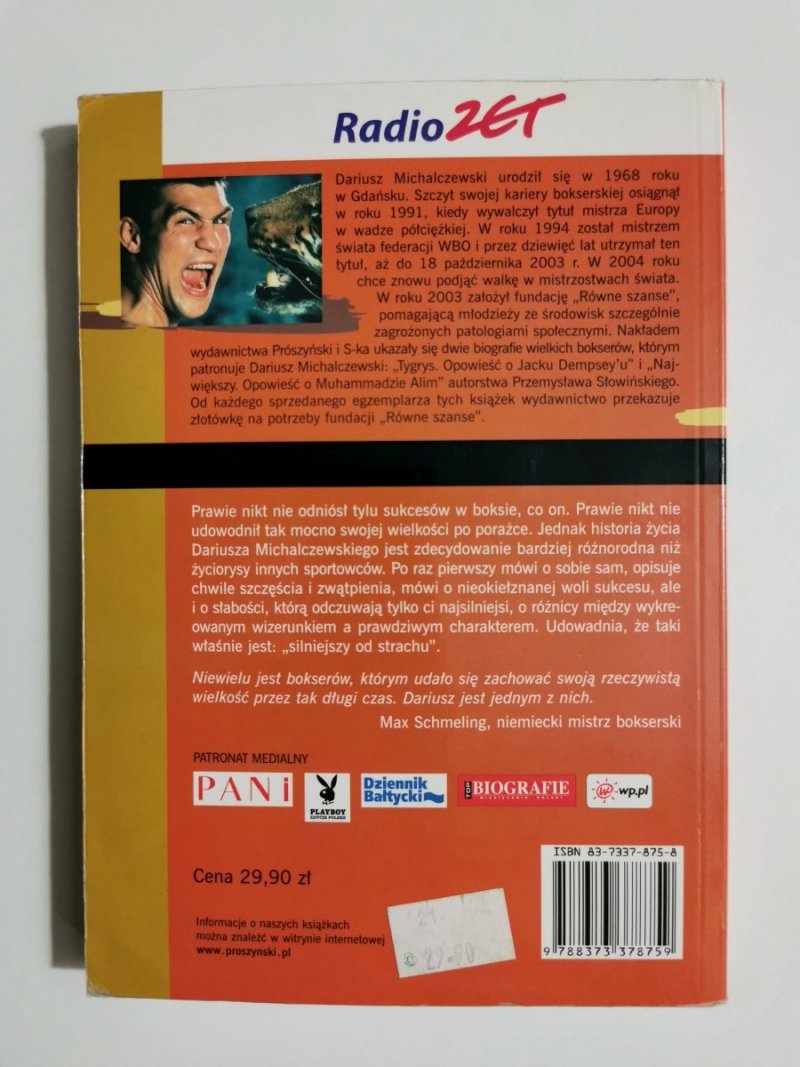 Radio ZET
Dariusz Michalczewski urodził się w 1968 roku
w Gdańsku. Szczyt swojej kariery bokserskiej osiągnął
w roku 1991, kiedy wywalczył tytuł mistrza Europy
w wadze półciężkiej. W roku 1994 został mistrzem
świata federacji WBO i przez dziewięć lat utrzymał ten
tytuł, aż do 18 października 2003 r. W 2004 roku
chce znowu podjąć walkę w mistrzostwach świata.
W roku 2003 założył fundację „Równe szanse”,
pomagającą młodzieży ze środowisk szczególnie
zagrożonych patologiami społecznymi. Nakładem
wydawnictwa Prószyński i S-ka ukazały się dwie biografie wielkich bokserów, którym
patronuje Dariusz Michalczewski: „Tygrys. Opowieść o Jacku Dempsey'u” i „Naj-
większy. Opowieść o Muhammadzie Alim” autorstwa Przemysława Słowińskiego.
Od każdego sprzedanego egzemplarza tych książek wydawnictwo przekazuje
złotówkę na potrzeby fundacji „Równe szanse”.
Prawie nikt nie odniósł tylu sukcesów w boksie, co on. Prawie nikt nie
udowodnił tak mocno swojej wielkości po porażce. Jednak historia życia
Dariusza Michalczewskiego jest zdecydowanie bardziej różnorodna niż
życiorysy innych sportowców. Po raz pierwszy mówi o sobie sam, opisuje
chwile szczęścia i zwątpienia, mówi o nieokiełznanej woli sukcesu, ale
i o słabości, którą odczuwają tylko ci najsilniejsi, o różnicy między wykre-
owanym wizerunkiem a prawdziwym charakterem. Udowadnia, że taki
właśnie jest: „silniejszy od strachu”.
Niewielu jest bokserów, którym udało się zachować swoją rzeczywistą
wielkość przez tak długi czas. Dariusz jest jednym z nich.
Max Schmeling, niemiecki mistrz bokserski
PATRONAT MEDIALNY
PANi
PLAYBOY
EDYCJA POLSKA
Dziennik
Bałtycki
TOP BIOGRAFIE
wp.pl
ISBN 83-7337-875-8
Cena 29,90 zł
Informacje o naszych książkach
można znaleźć w witrynie internetowej
www.proszynski.pl
29.90
9 788373 378759